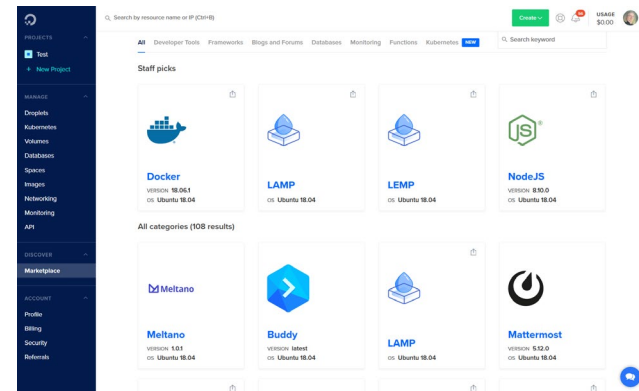 Search by resource name or IP (Ctrl+B)
Create
USAGE
$0.00
PROJECTS
Test
+ New Project
MANAGE
Droplets
Kubernetes
Volumes
Databases
Spaces
Images
Networking
Monitoring
API
DISCOVER
Marketplace
ACCOUNT
Profile
Billing
Security
Referrals
All Developer Tools Frameworks Blogs and Forums Databases Monitoring Functions Kubernetes NEW
Search keyword
Staff picks
Docker
VERSION 18.06.1
OS Ubuntu 18.04
LAMP
OS Ubuntu 18.04
LEMP
OS Ubuntu 18.04
JS
NodeJS
VERSION 8.10.0
OS Ubuntu 18.04
All categories (108 results)
Meltano
Meltano
VERSION 1.0.1
OS Ubuntu 18.04
Buddy
VERSION latest
OS Ubuntu 18.04
LAMP
OS Ubuntu 18.04
Mattermost
VERSION 5.12.0
OS Ubuntu 18.04